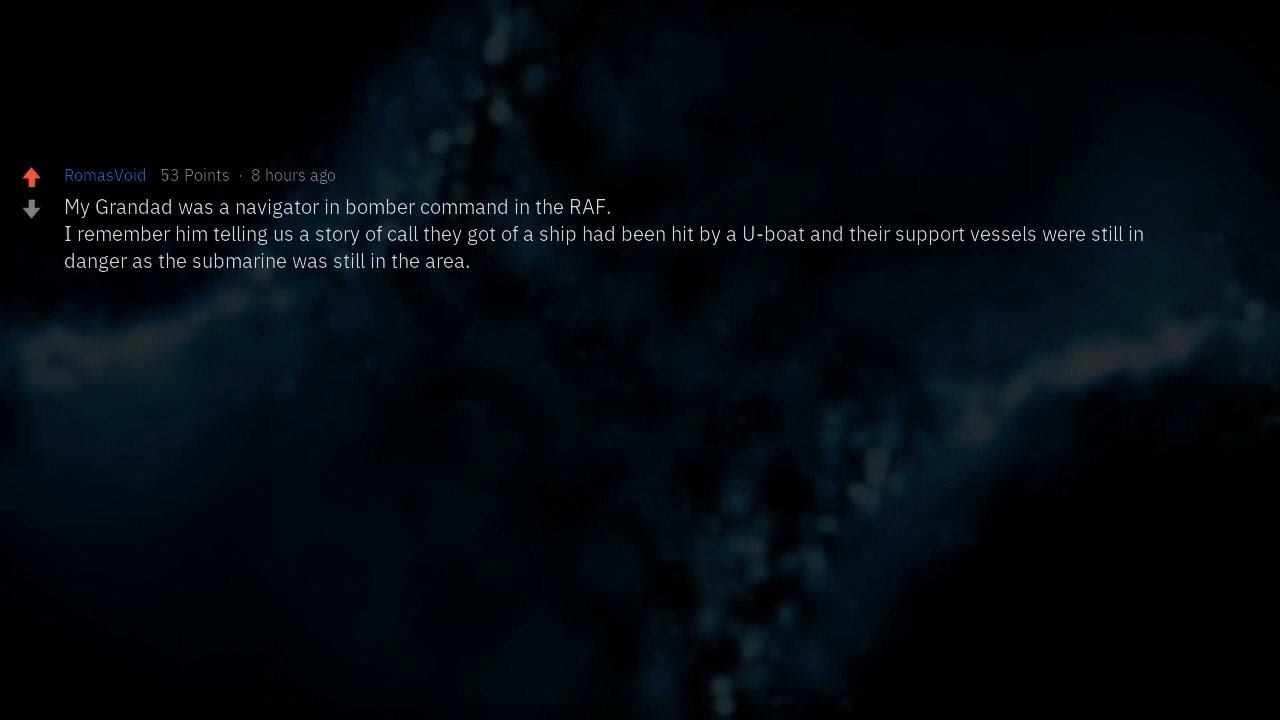 RomasVoid 53 Points · 8 hours ago
My Grandad was a navigator in bomber command in the RAF.
I remember him telling us a story of call they got of a ship had been hit by a U-boat and their support vessels were still in
danger as the submarine was still in the area.